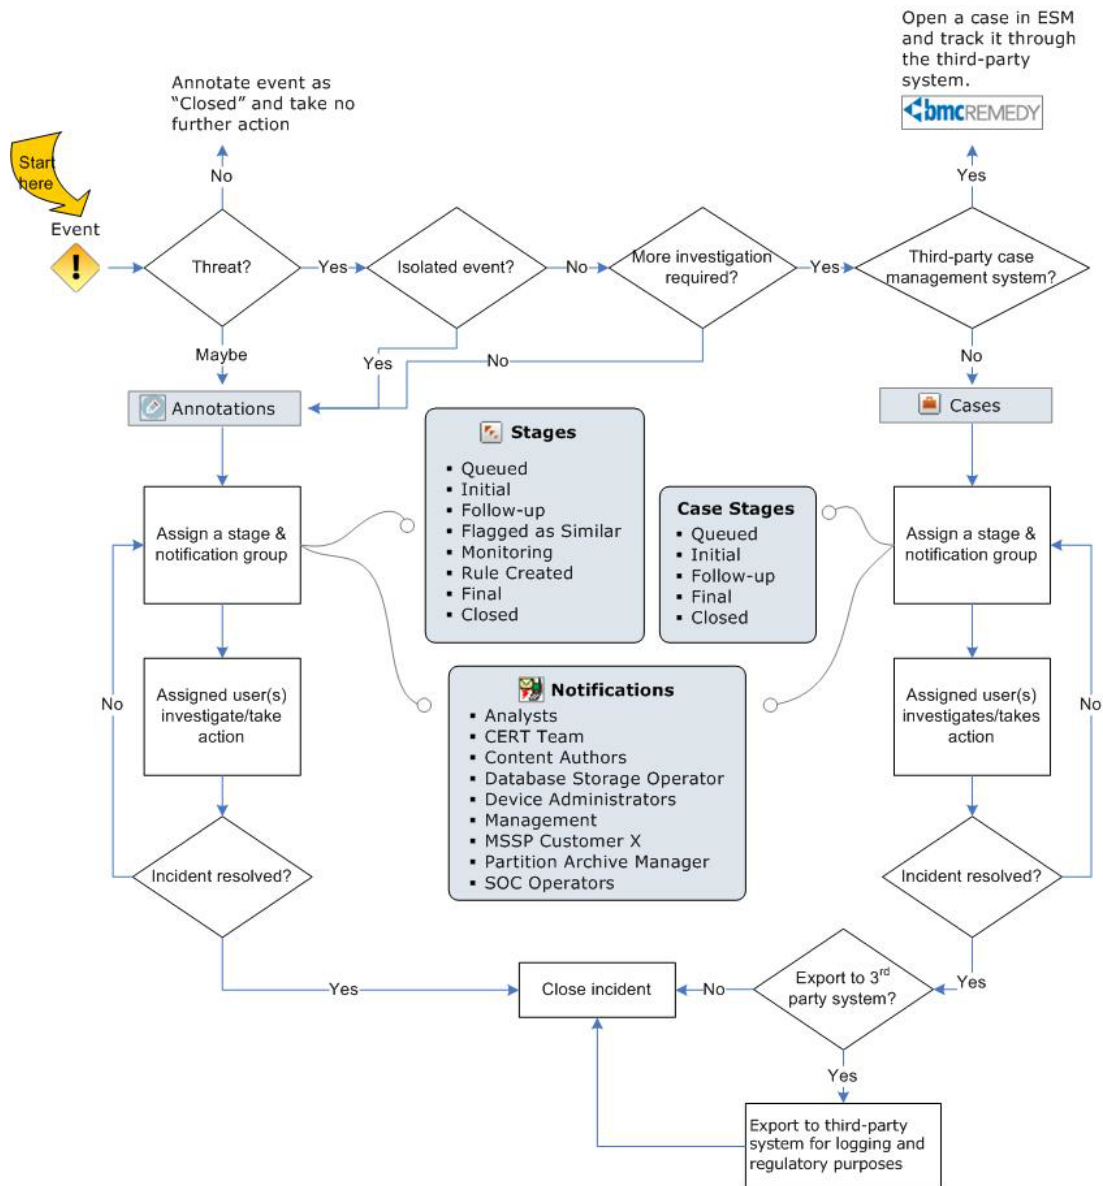 Open a case in ESM
and track it through
the third-party
system.
bmcREMEDY
Annotate event as
“Closed” and take no
further action
Start
here
No
Yes
Event
!
Threat?
Yes
Isolated event?
No
More investigation
required?
Yes
Third-party case
management system?
Maybe
Yes
No
No
Annotations
Cases
Stages
▪ Queued
▪ Initial
▪ Follow-up
▪ Flagged as Similar
▪ Monitoring
▪ Rule Created
▪ Final
▪ Closed
Case Stages
▪ Queued
▪ Initial
▪ Follow-up
▪ Final
▪ Closed
Assign a stage &
notification group
Assign a stage &
notification group
No
Assigned user(s)
investigate/take
action
Notifications
▪ Analysts
▪ CERT Team
▪ Content Authors
▪ Database Storage Operator
▪ Device Administrators
▪ Management
▪ MSSP Customer X
▪ Partition Archive Manager
▪ SOC Operators
Assigned user(s)
investigates/takes
action
No
Incident resolved?
Incident resolved?
Yes
Close incident
No
Export to 3rd
party system?
Yes
Yes
Export to third-party
system for logging and
regulatory purposes